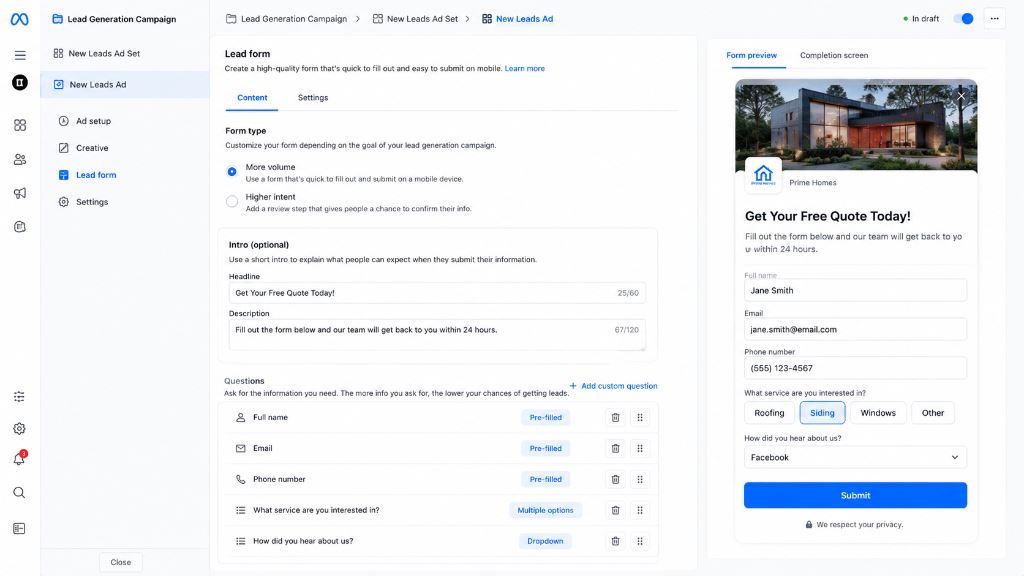 Lead Generation Campaign
New Leads Ad Set
New Leads Ad
Ad setup
Creative
Lead form
Settings
3
Close
Lead Generation Campaign
New Leads Ad Set
New Leads Ad
In draft
Lead form
Create a high-quality form that's quick to fill out and easy to submit on mobile. Learn more
Content
Settings
Form type
Customize your form depending on the goal of your lead generation campaign.
More volume
Use a form that's quick to fill out and submit on a mobile device.
Higher intent
Add a review step that gives people a chance to confirm their info.
Intro (optional)
Use a short intro to explain what people can expect when they submit their information.
Headline
Get Your Free Quote Today! 25/60
Description
Fill out the form below and our team will get back to you within 24 hours. 67/120
Questions
Ask for the information you need. The more info you ask for, the lower your chances of getting leads.
+ Add custom question
Full name Pre-filled
Email Pre-filled
Phone number Pre-filled
What service are you interested in? Multiple options
How did you hear about us? Dropdown
Form preview
Completion screen
PRIME HOMES
Prime Homes
Get Your Free Quote Today!
Fill out the form below and our team will get back to yo
u within 24 hours.
Full name
Jane Smith
Email
jane.smith@email.com
Phone number
(555) 123-4567
What service are you interested in?
Roofing Siding Windows Other
How did you hear about us?
Facebook
Submit
We respect your privacy.